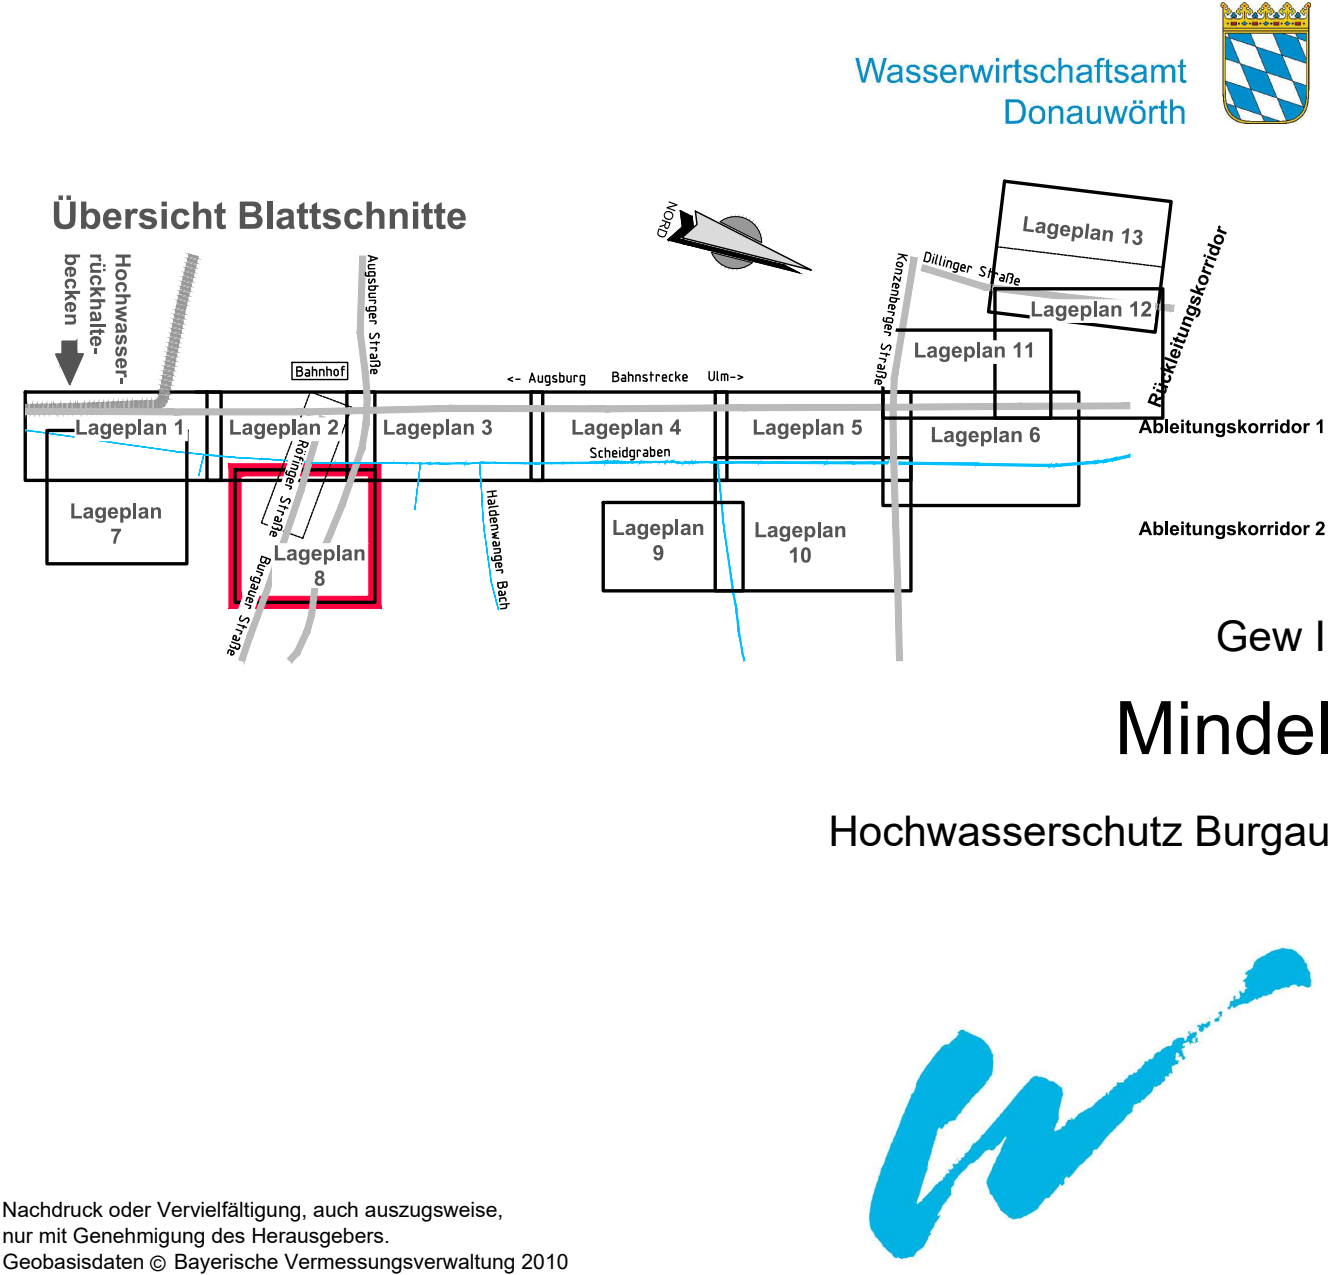 Wasserwirtschaftsamt
Donauwörth
Übersicht Blattschnitte
NORD
Hochwasser-
rückhalte-
becken
Augsburger Straße
Bahnhof
<- Augsburg Bahnstrecke Ulm->
Konzenberger Straße
Dillinger Straße
Lageplan 13
Lageplan 12
Lageplan 11
Rückleitungskorridor
Lageplan 1
Lageplan 2
Lageplan 3
Lageplan 4
Lageplan 5
Lageplan 6
Ableitungskorridor 1
Scheidgraben
Röfinger Straße
Haldenwanger Bach
Lageplan
7
Burgauer Straße
Lageplan
8
Lageplan
9
Lageplan
10
Ableitungskorridor 2
Gew I
Mindel
Hochwasserschutz Burgau
Nachdruck oder Vervielfältigung, auch auszugsweise,
nur mit Genehmigung des Herausgebers.
Geobasisdaten © Bayerische Vermessungsverwaltung 2010